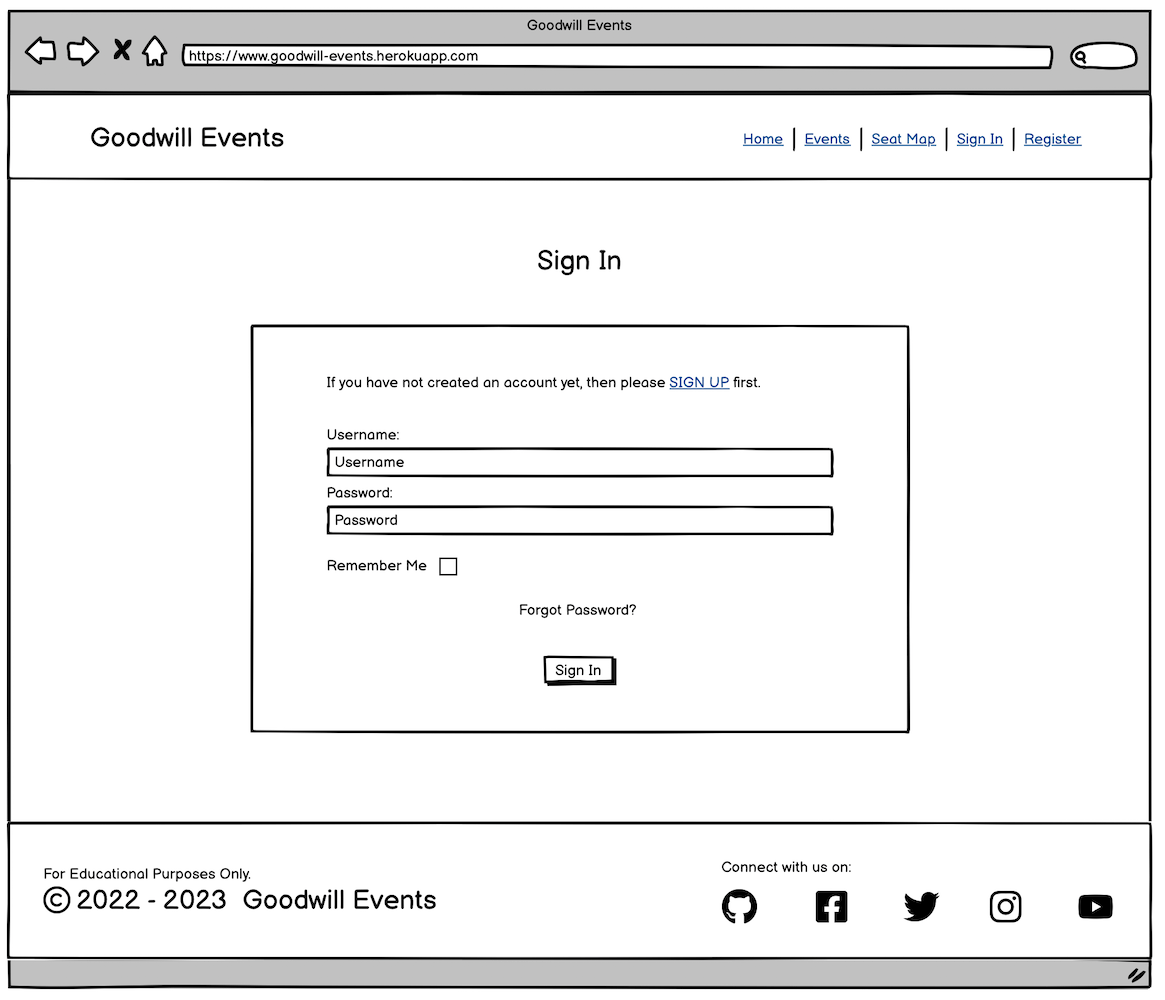 Goodwill Events
https://www.goodwill-events.herokuapp.com
Goodwill Events
Home | Events | Seat Map | Sign In | Register
Sign In
If you have not created an account yet, then please SIGN UP first.
Username:
Username
Password:
Password
Remember Me
Forgot Password?
Sign In
For Educational Purposes Only.
© 2022 - 2023 Goodwill Events
Connect with us on: